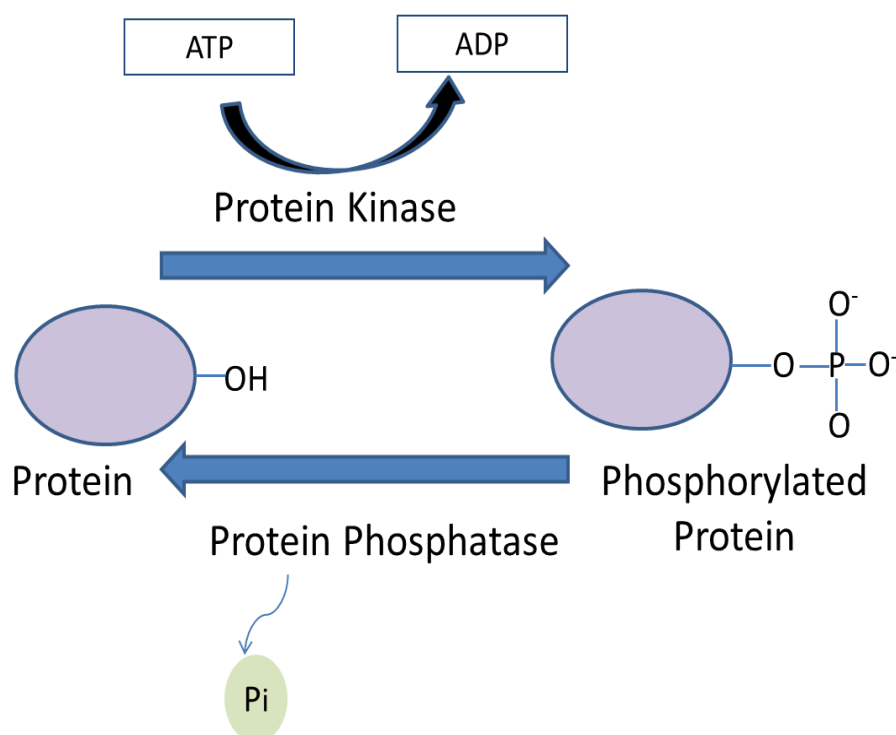 ATP
ADP
Protein Kinase
OH
O⁻
O
P
O⁻
O
Protein
Phosphorylated
Protein
Protein Phosphatase
Pi